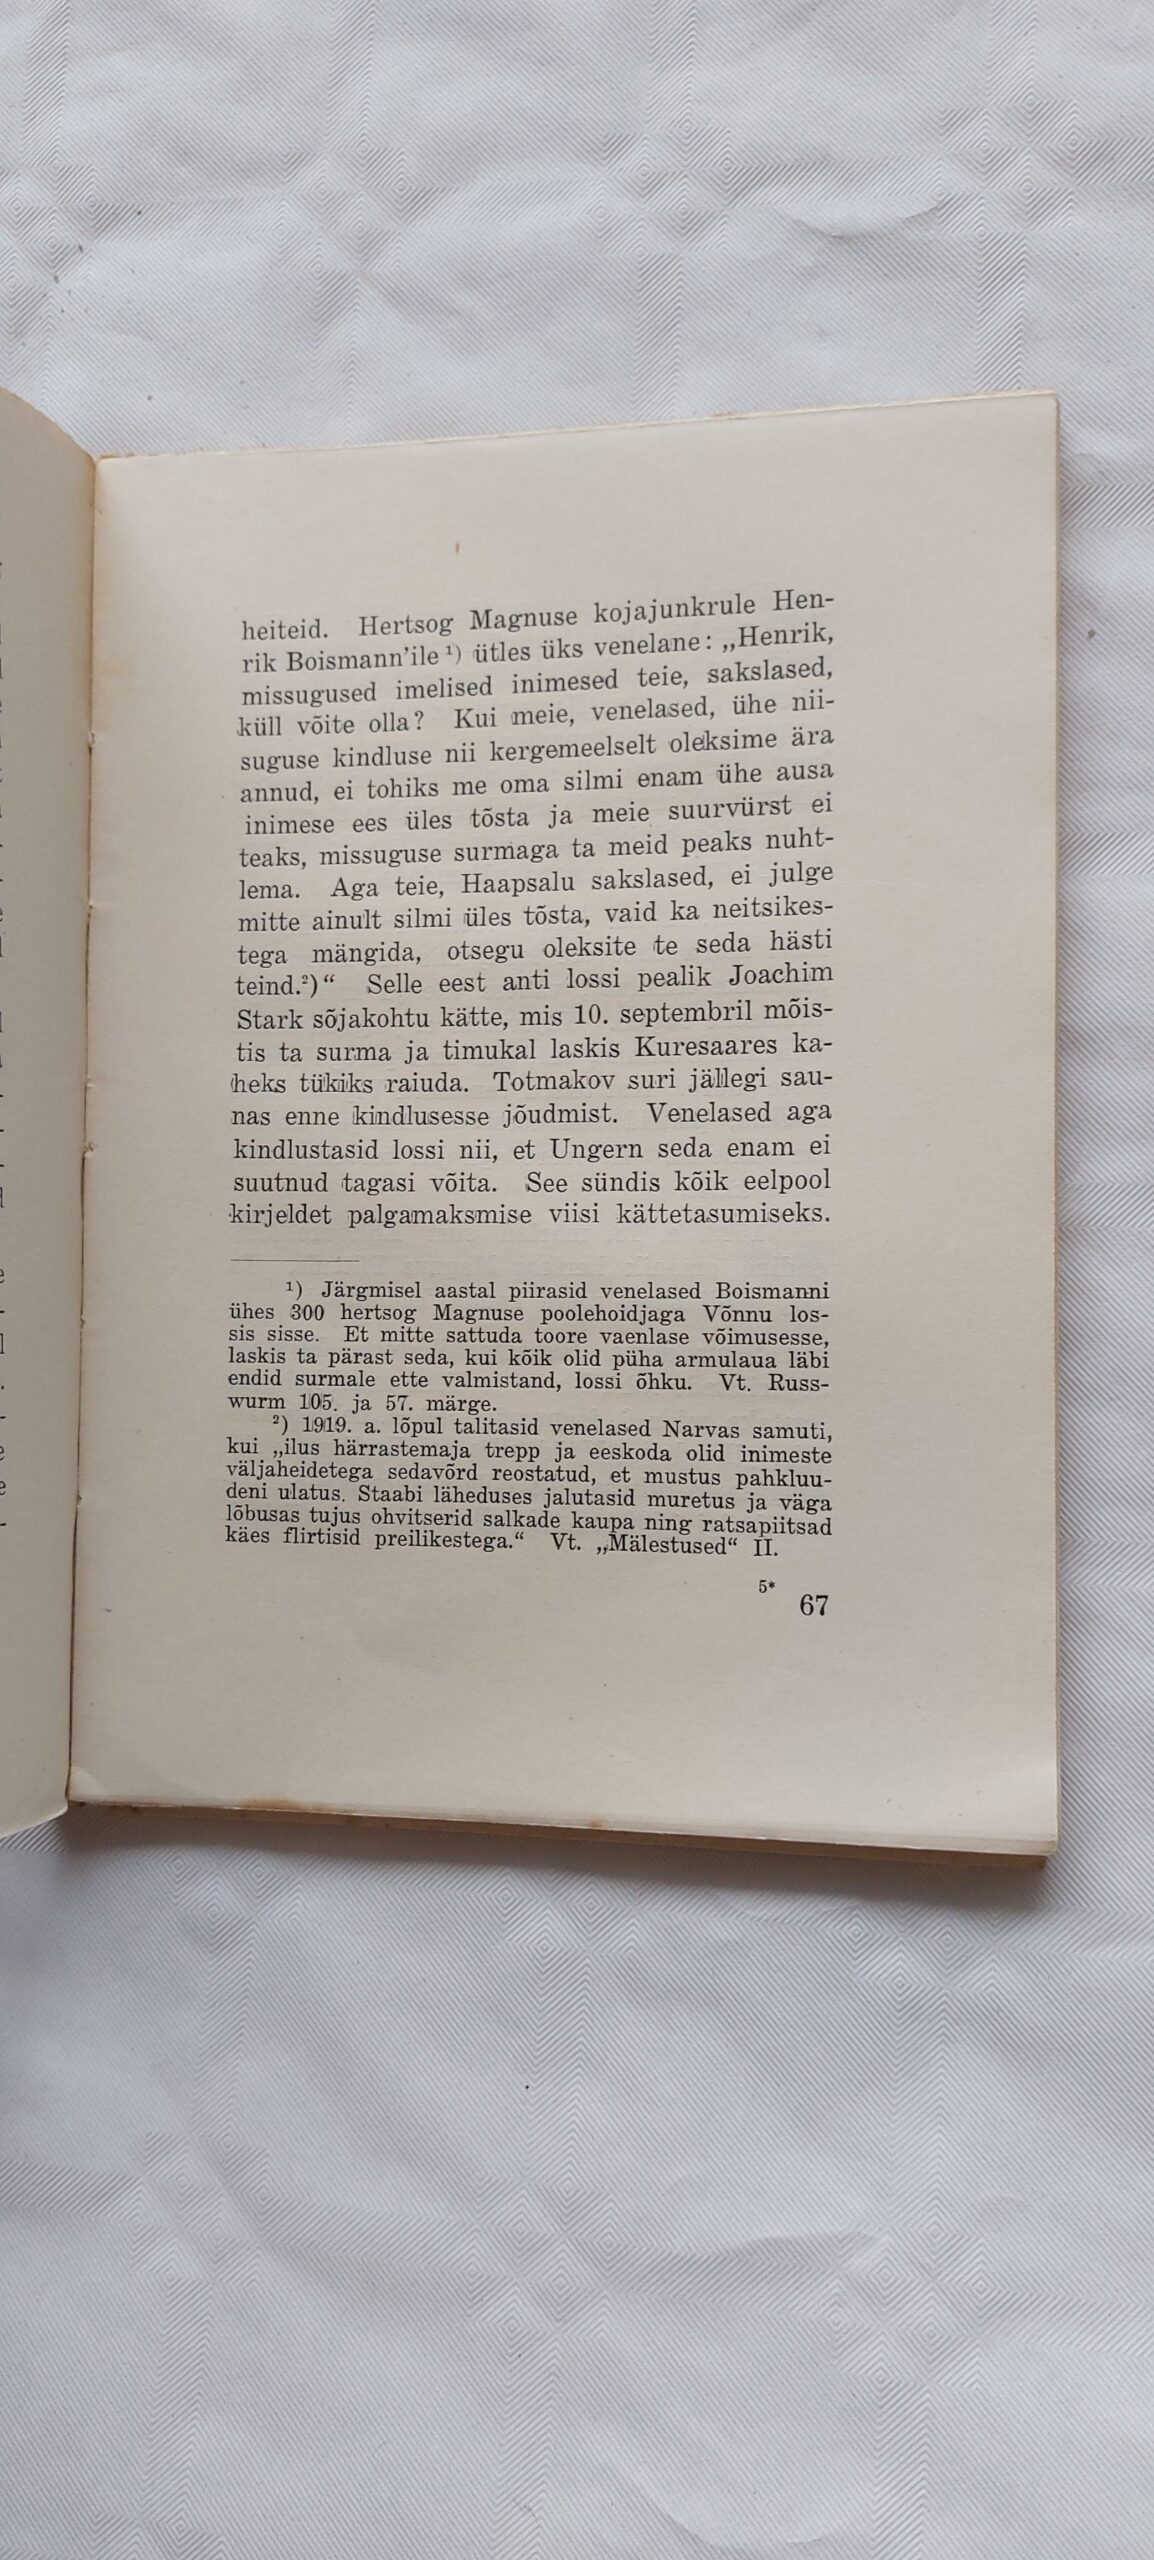 heiteid. Hertsog Magnuse kojajunkrule Hen-
rik Boismann'ile ¹) ütles üks venelane: „Henrik,
missugused imelised inimesed teie, sakslased,
küll võite olla? Kui meie, venelased, ühe nii-
suguse kindluse nii kergemeelselt oleksime ära
annud, ei tohiks me oma silmi enam ühe ausa
inimese ees üles tõsta ja meie suurvürst ei
teaks, missuguse surmaga ta meid peaks nuht-
lema. Aga teie, Haapsalu sakslased, ei julge
mitte ainult silmi üles tõsta, vaid ka neitsikes-
tega mängida, otsegu oleksite te seda hästi
teind.²)“ Selle eest anti lossi pealik Joachim
Stark sõjakohtu kätte, mis 10. septembril mõis-
tis ta surma ja timukal laskis Kuresaares ka-
heks tükiks raiuda. Totmakov suri jällegi sau-
nas enne kindlusesse jõudmist. Venelased aga
kindlustasid lossi nii, et Ungern seda enam ei
suutnud tagasi võita. See sündis kõik eelpool
kirjeldet palgamaksmise viisi kättetasumiseks.
¹) Järgmisel aastal piirasid venelased Boismanni
ühes 300 hertsog Magnuse poolehoidjaga Võnnu los-
sis sisse. Et mitte sattuda toore vaenlase võimusesse,
laskis ta pärast seda, kui kõik olid püha armulaua läbi
endid surmale ette valmistand, lossi õhku. Vt. Russ-
wurm 105. ja 57. märge.
²) 1919. a. lõpul talitasid venelased Narvas samuti,
kui „ilus härrastemaja trepp ja eeskoda olid inimeste
väljaheidetega sedavõrd reostatud, et mustus pahkluu-
deni ulatus. Staabi läheduses jalutasid muretus ja väga
lõbusas tujus ohvitserid salkade kaupa ning ratsapiitsad
käes flirtisid preilikestega.“ Vt. „Mälestused“ II.
5*
67